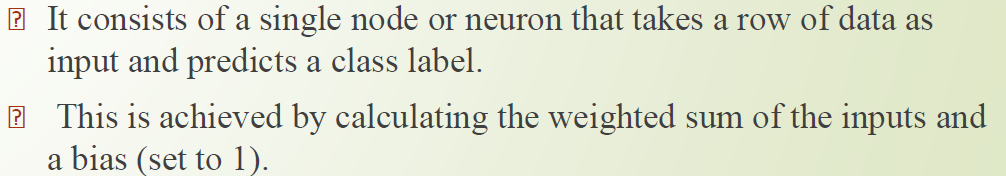 It consists of a single node or neuron that takes a row of data as
input and predicts a class label.
This is achieved by calculating the weighted sum of the inputs and
a bias (set to 1).